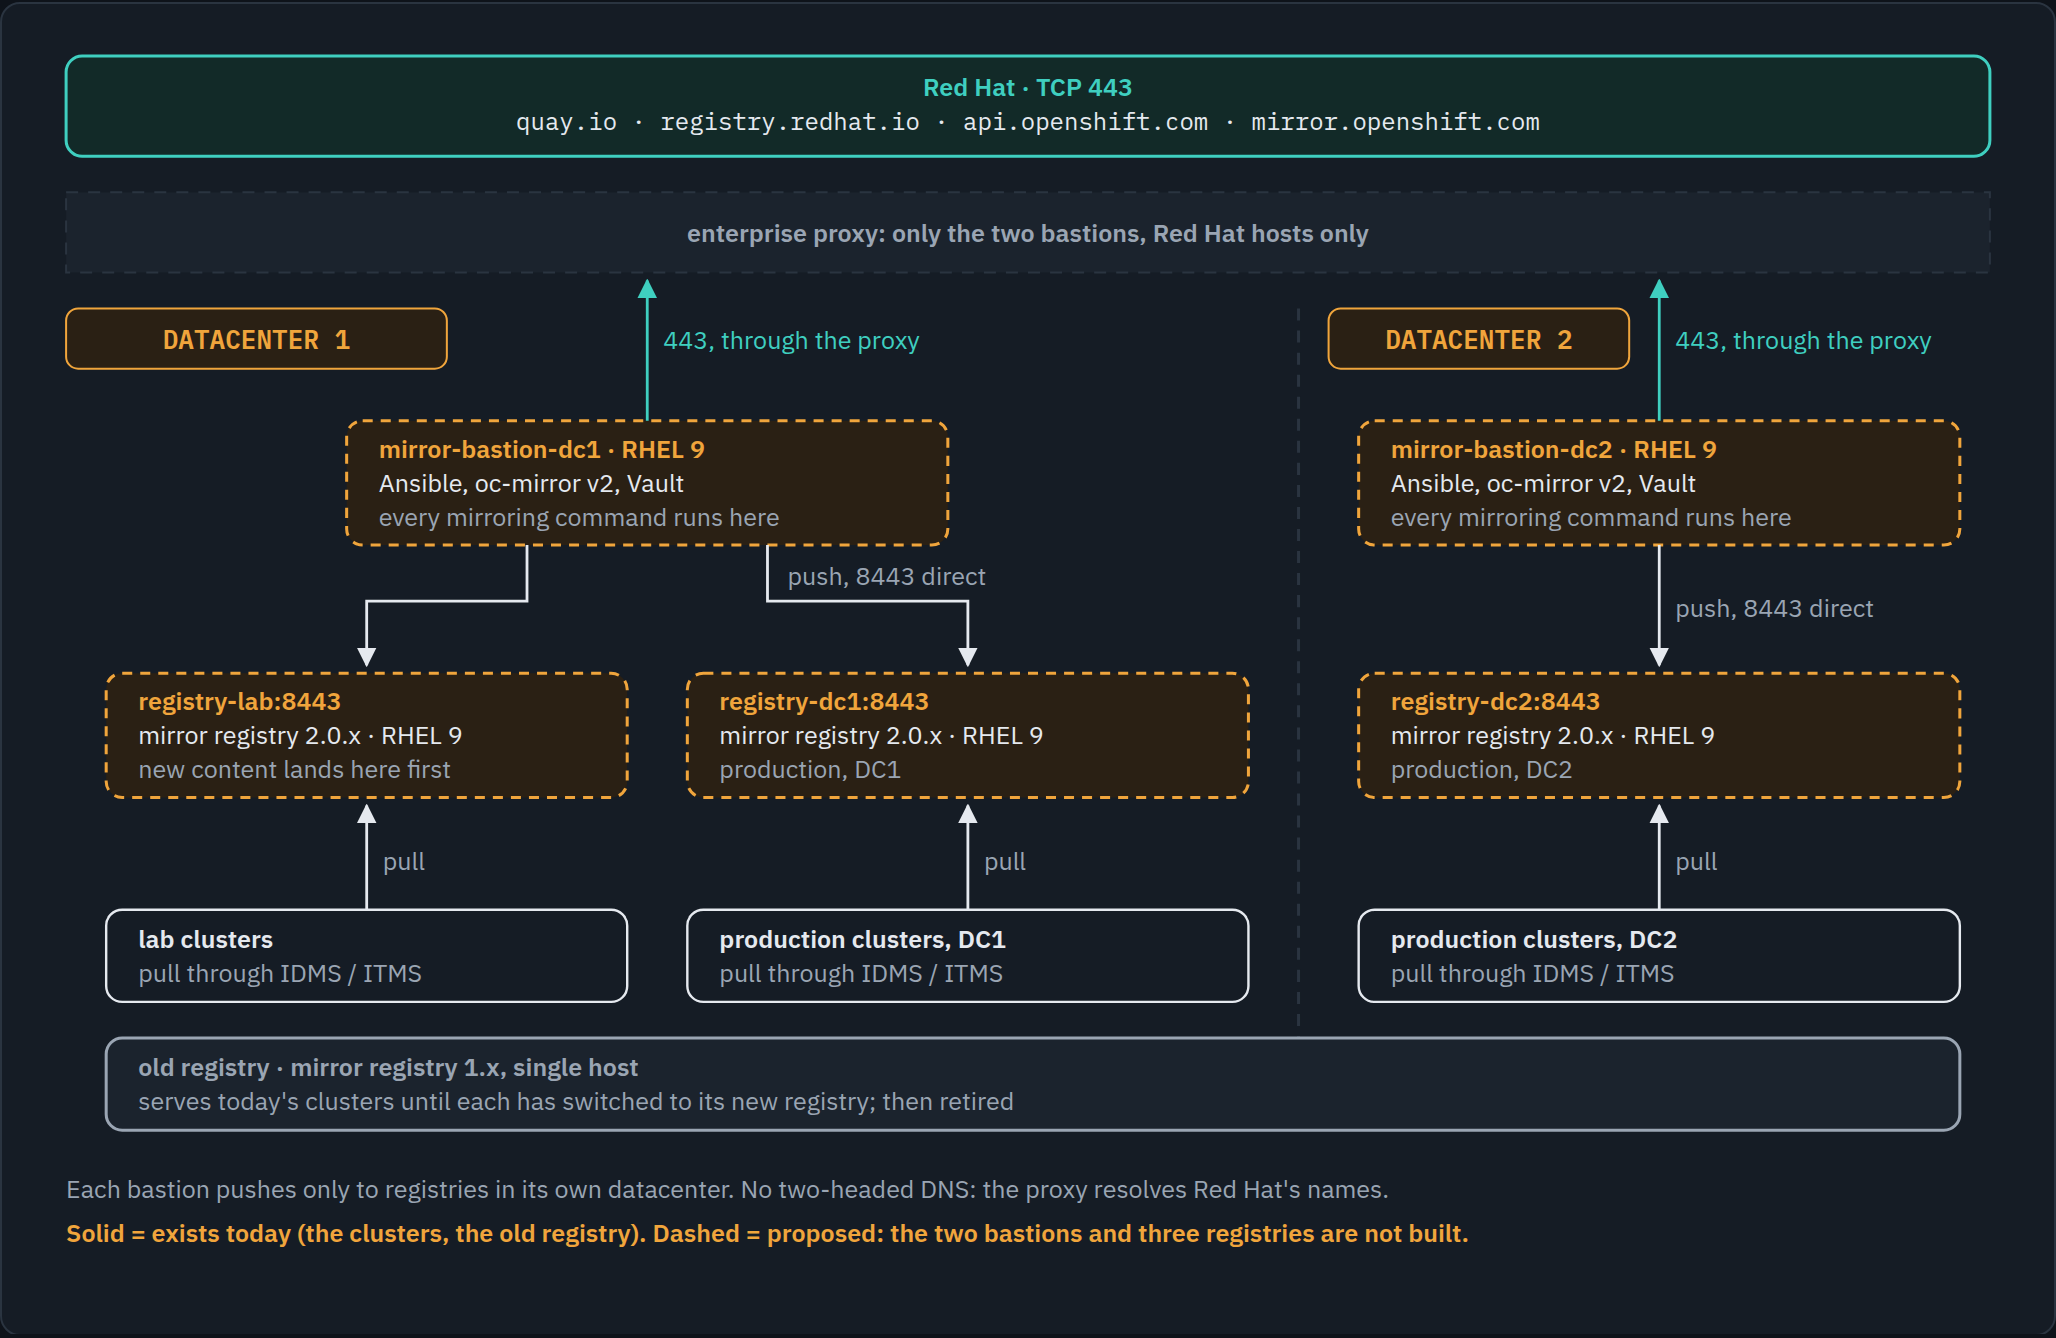 Red Hat · TCP 443
quay.io · registry.redhat.io · api.openshift.com · mirror.openshift.com
enterprise proxy: only the two bastions, Red Hat hosts only
DATACENTER 1
443, through the proxy
DATACENTER 2
443, through the proxy
mirror-bastion-dc1 · RHEL 9
Ansible, oc-mirror v2, Vault
every mirroring command runs here
mirror-bastion-dc2 · RHEL 9
Ansible, oc-mirror v2, Vault
every mirroring command runs here
push, 8443 direct
push, 8443 direct
registry-lab:8443
mirror registry 2.0.x · RHEL 9
new content lands here first
registry-dc1:8443
mirror registry 2.0.x · RHEL 9
production, DC1
registry-dc2:8443
mirror registry 2.0.x · RHEL 9
production, DC2
pull
pull
pull
lab clusters
pull through IDMS / ITMS
production clusters, DC1
pull through IDMS / ITMS
production clusters, DC2
pull through IDMS / ITMS
old registry · mirror registry 1.x, single host
serves today's clusters until each has switched to its new registry; then retired
Each bastion pushes only to registries in its own datacenter. No two-headed DNS: the proxy resolves Red Hat's names.
Solid = exists today (the clusters, the old registry). Dashed = proposed: the two bastions and three registries are not built.